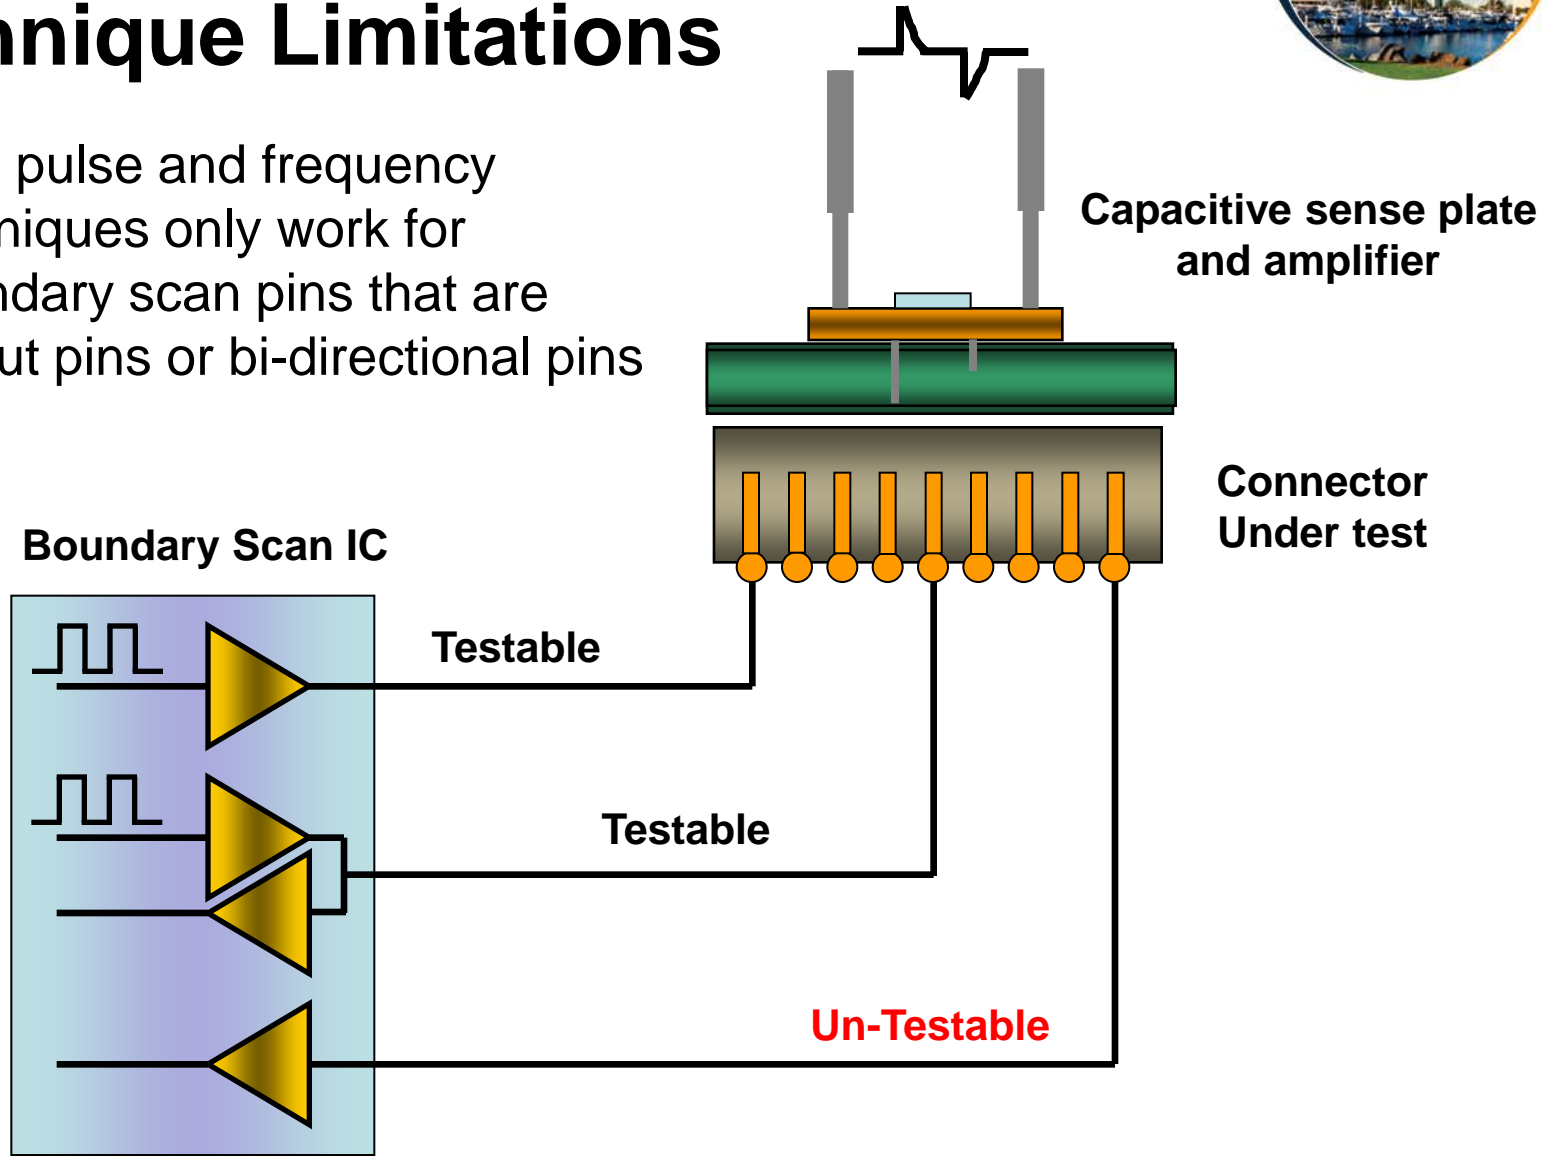 hnique Limitations
pulse and frequency
niques only work for
ndary scan pins that are
ut pins or bi-directional pins
Capacitive sense plate
and amplifier
Connector
Under test
Boundary Scan IC
Testable
Testable
Un-Testable